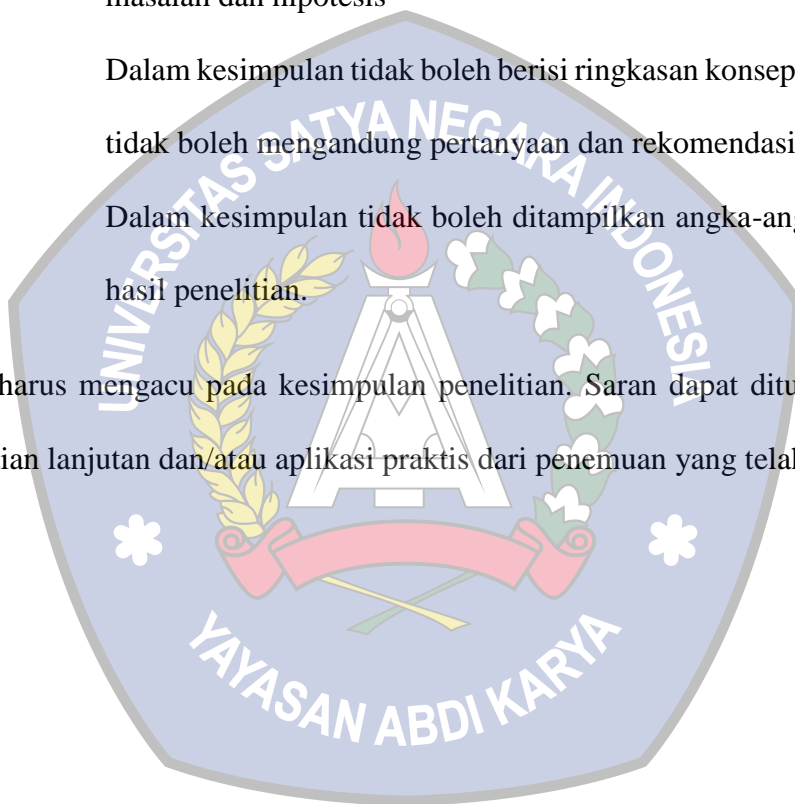 masalah dan hipotesis
Dalam kesimpulan tidak boleh berisi ringkasan konsep
tidak boleh mengandung pertanyaan dan rekomendasi
Dalam kesimpulan tidak boleh ditampilkan angka-ang
hasil penelitian.
harus mengacu pada kesimpulan penelitian. Saran dapat ditu
ian lanjutan dan/atau aplikasi praktis dari penemuan yang telah
UNIVERSITAS SATYA NEGARA INDONESIA
YAYASAN ABDI KARYA